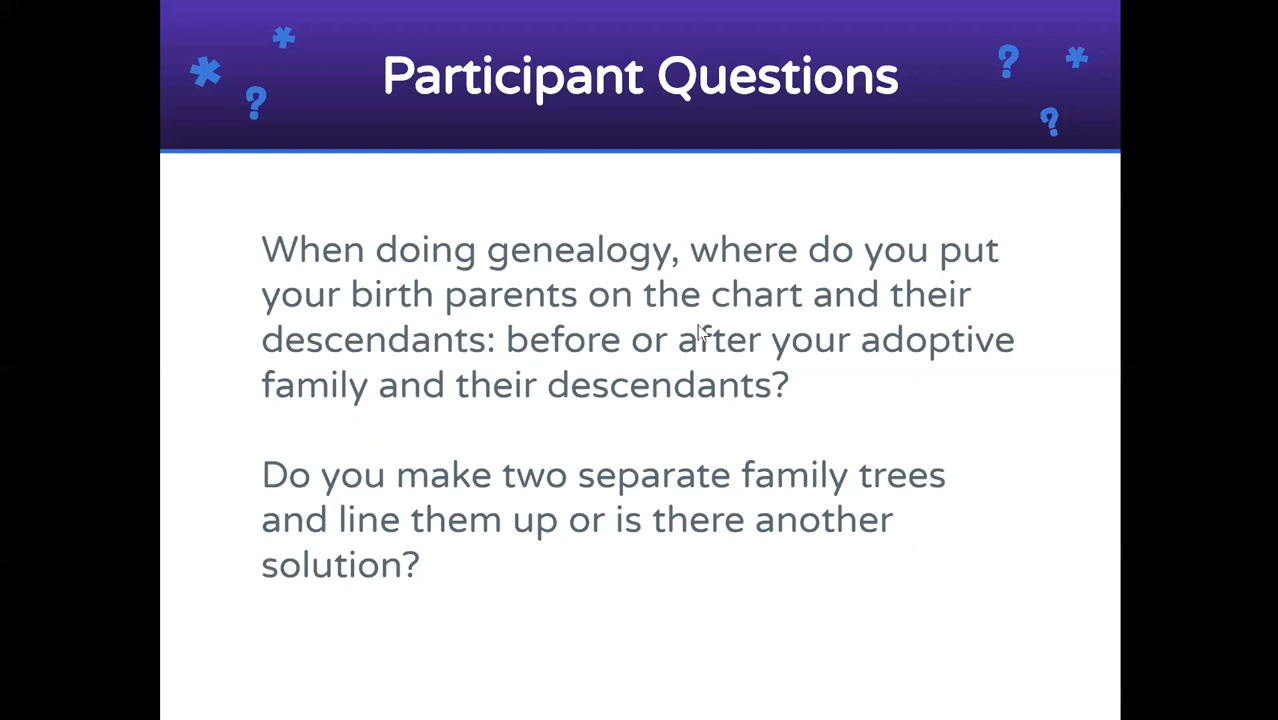 Participant Questions
When doing genealogy, where do you put
your birth parents on the chart and their
descendants: before or after your adoptive
family and their descendants?
Do you make two separate family trees
and line them up or is there another
solution?